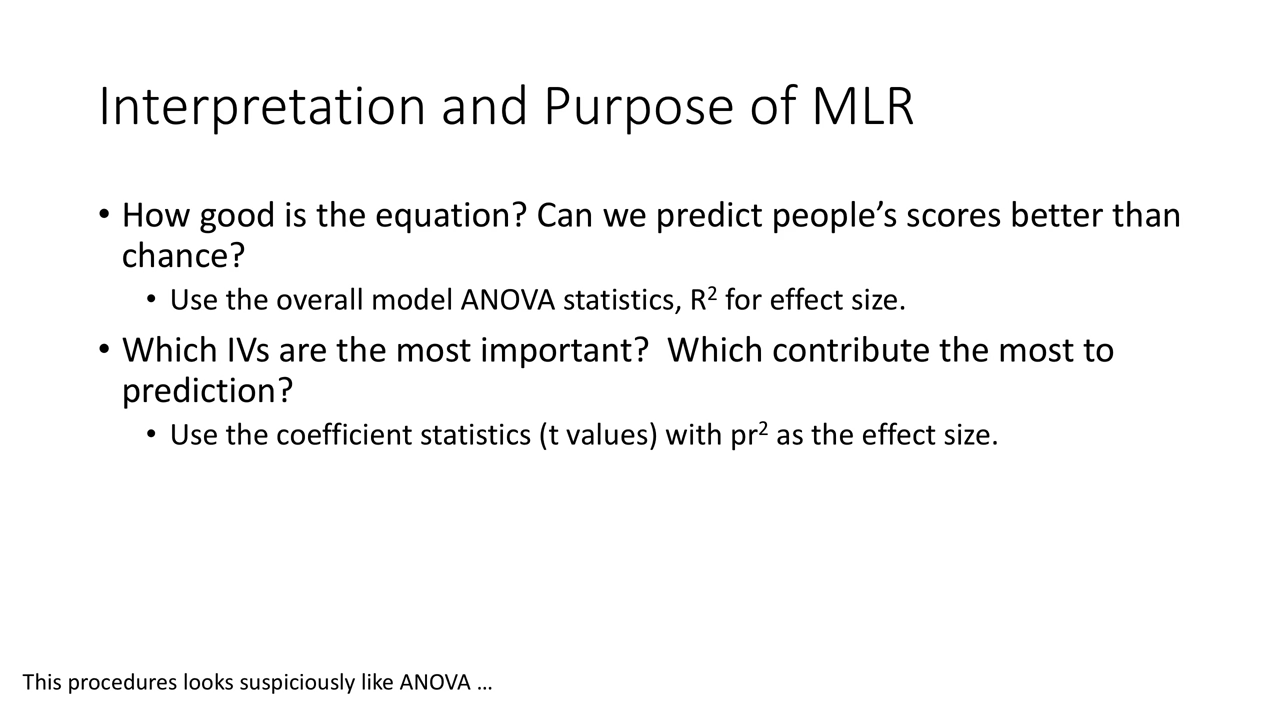 Interpretation and Purpose of MLR
• How good is the equation? Can we predict people’s scores better than
chance?
• Use the overall model ANOVA statistics, R² for effect size.
• Which IVs are the most important?  Which contribute the most to
prediction?
• Use the coefficient statistics (t values) with pr² as the effect size.
This procedures looks suspiciously like ANOVA …